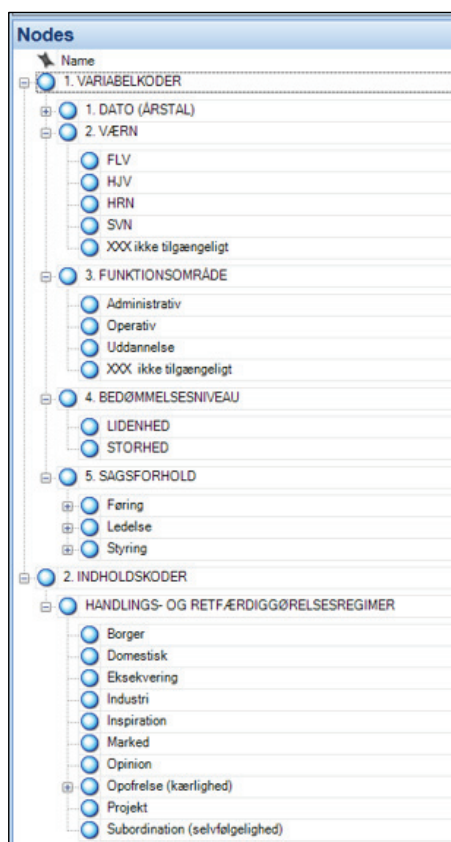 Nodes
Name
1. VARIABELKODER
1. DATO (ÅRSTAL)
2. VÆRN
FLV
HJV
HRN
SVN
XXX ikke tilgængeligt
3. FUNKTIONSOMRÅDE
Administrativ
Operativ
Uddannelse
XXX ikke tilgængeligt
4. BEDØMMELSESNIVEAU
LIDENHED
STORHED
5. SAGSFORHOLD
Føring
Ledelse
Styring
2. INDHOLDSKODER
HANDLINGS- OG RETFÆRDIGGØRELSESREGIMER
Borger
Domestisk
Eksekvering
Industri
Inspiration
Marked
Opinion
Opofrelse (kærlighed)
Projekt
Subordination (selvfølgelighed)